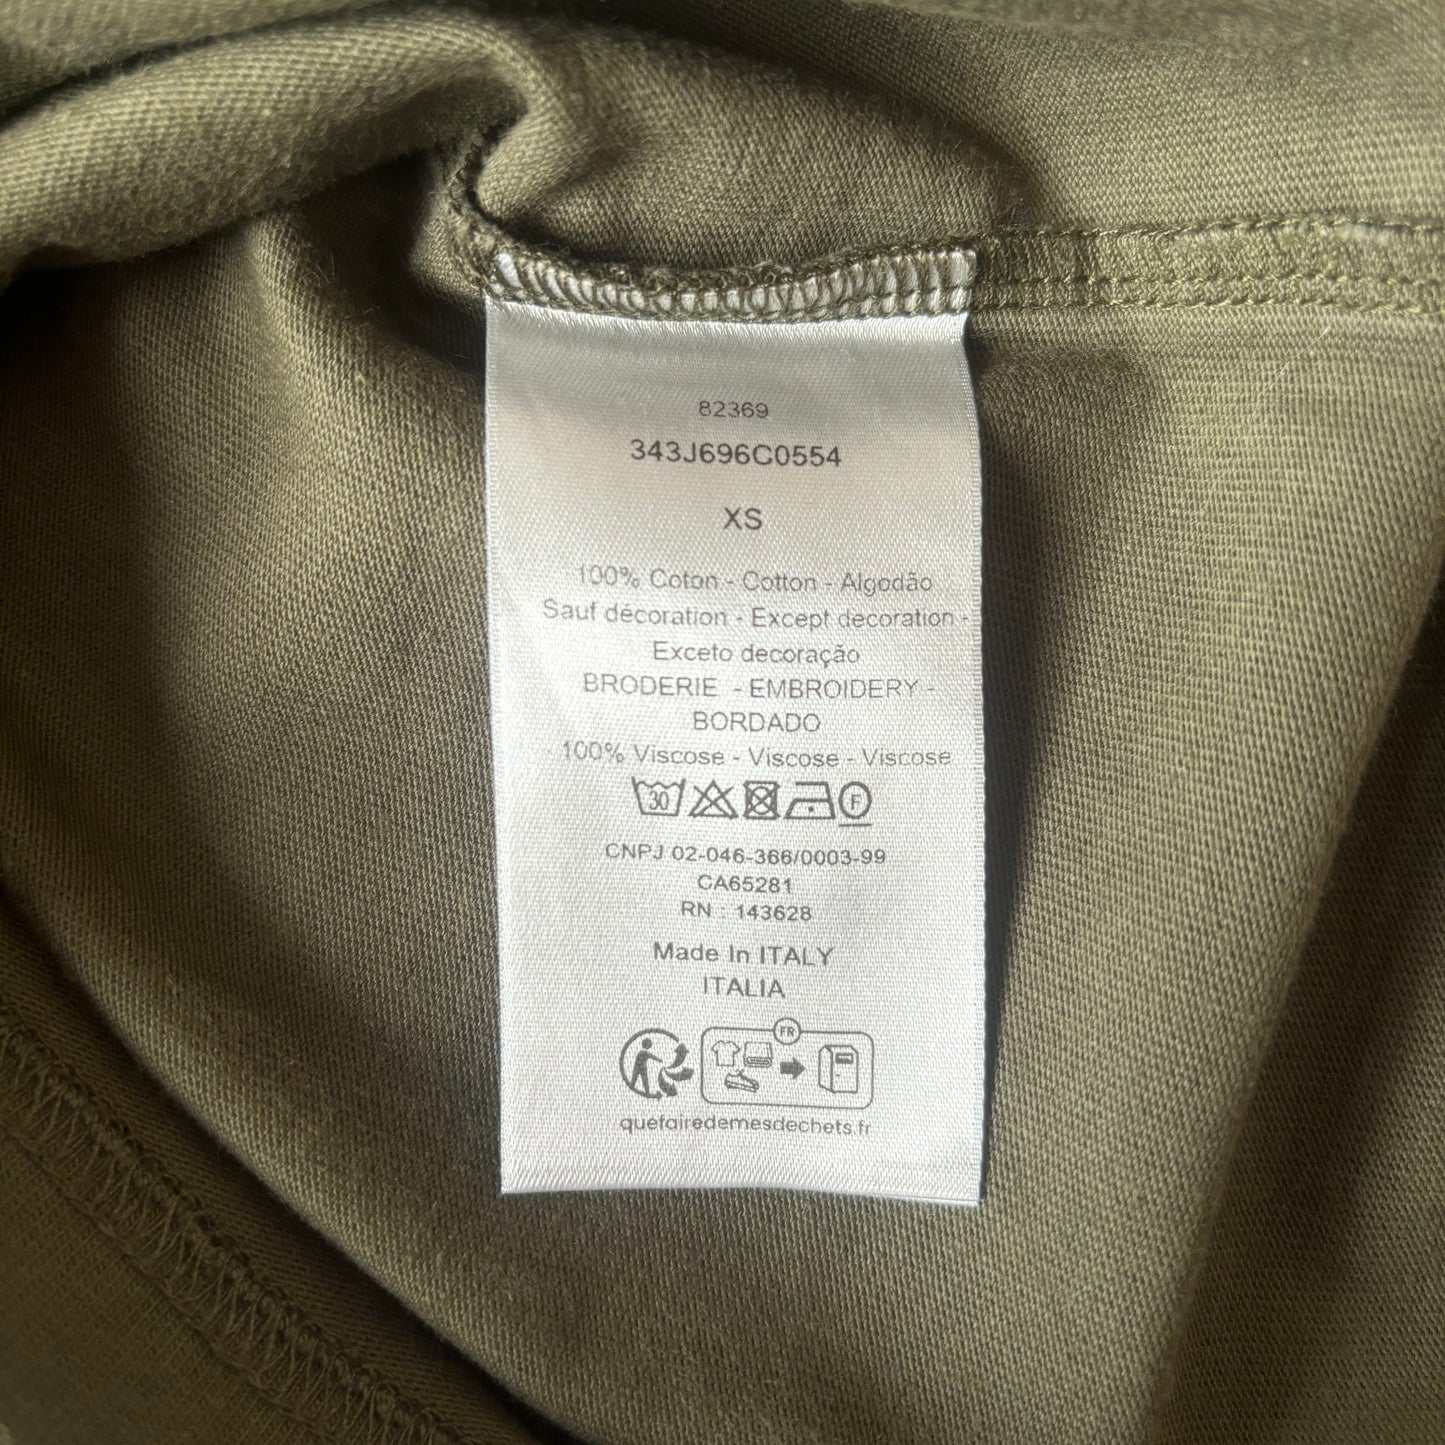 82369
343J696C0554
XS
100% Coton - Cotton - Algodão
Sauf décoration - Except decoration -
Exceto decoração
BRODERIE - EMBROIDERY -
BORDADO
100% Viscose - Viscose - Viscose
30 F
CNPJ 02-046-366/0003-99
CA65281
RN : 143628
Made In ITALY
ITALIA
FR
quefairedemesdechets.fr